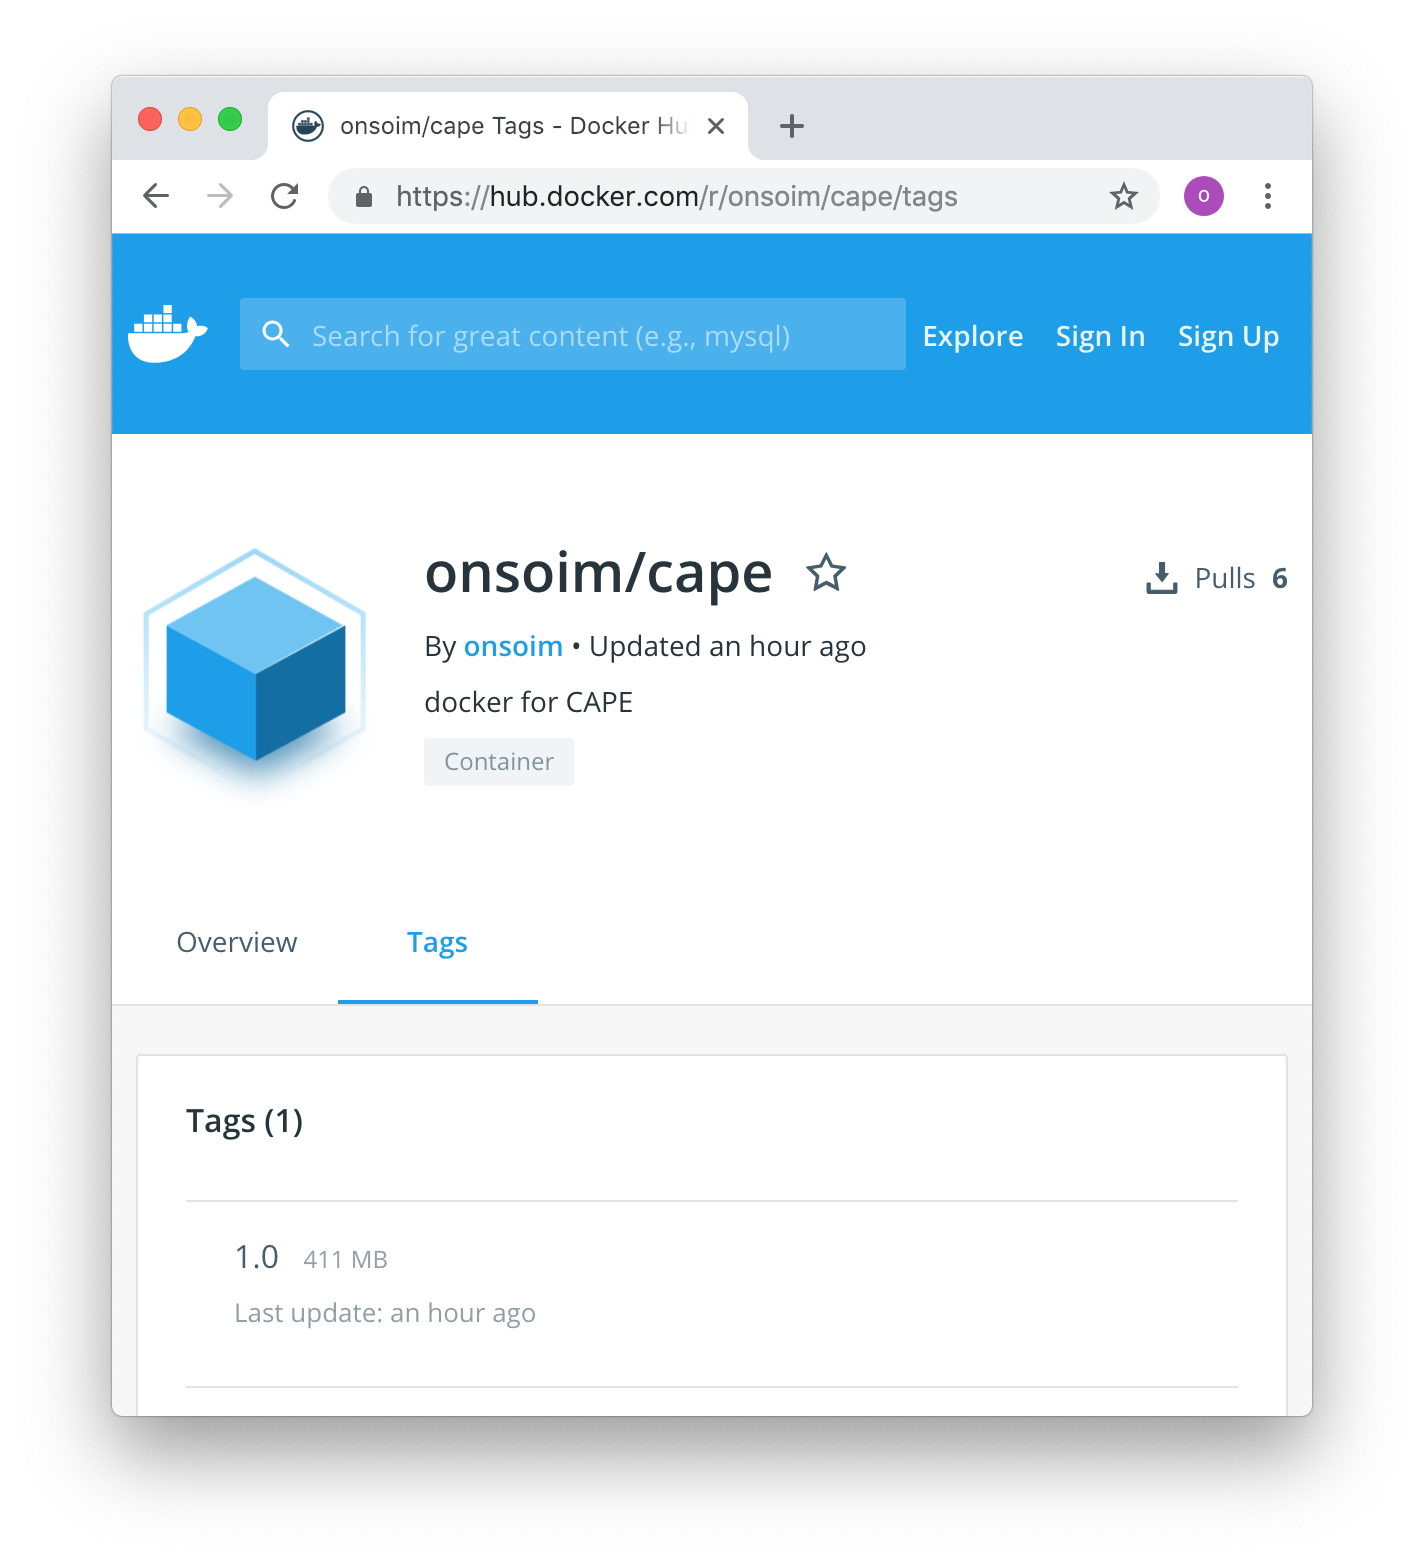 onsoim/cape Tags - Docker Hu
https://hub.docker.com/r/onsoim/cape/tags
o
Search for great content (e.g., mysql)
Explore
Sign In
Sign Up
onsoim/cape
Pulls 6
By onsoim • Updated an hour ago
docker for CAPE
Container
Overview
Tags
Tags (1)
1.0 411 MB
Last update: an hour ago